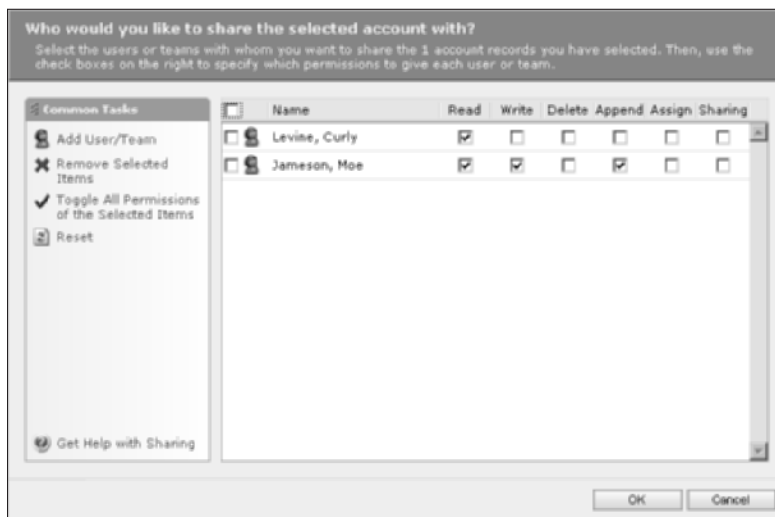 Who would you like to share the selected account with?
Select the users or teams with whom you want to share the 1 account records you have selected. Then, use the
check boxes on the right to specify which permissions to give each user or team.
Common Tasks
Add User/Team
Remove Selected
Items
Toggle All Permissions
of the Selected Items
Reset
Get Help with Sharing
Name Read Write Delete Append Assign Sharing
Levine, Curly
Jameson, Moe
OK Cancel